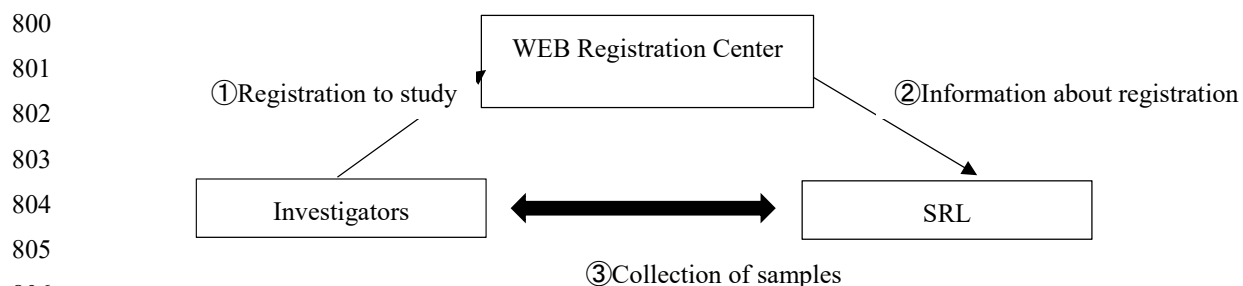 800
WEB Registration Center
801
①Registration to study
②Information about registration
802
803
804
Investigators
SRL
805
③Collection of samples